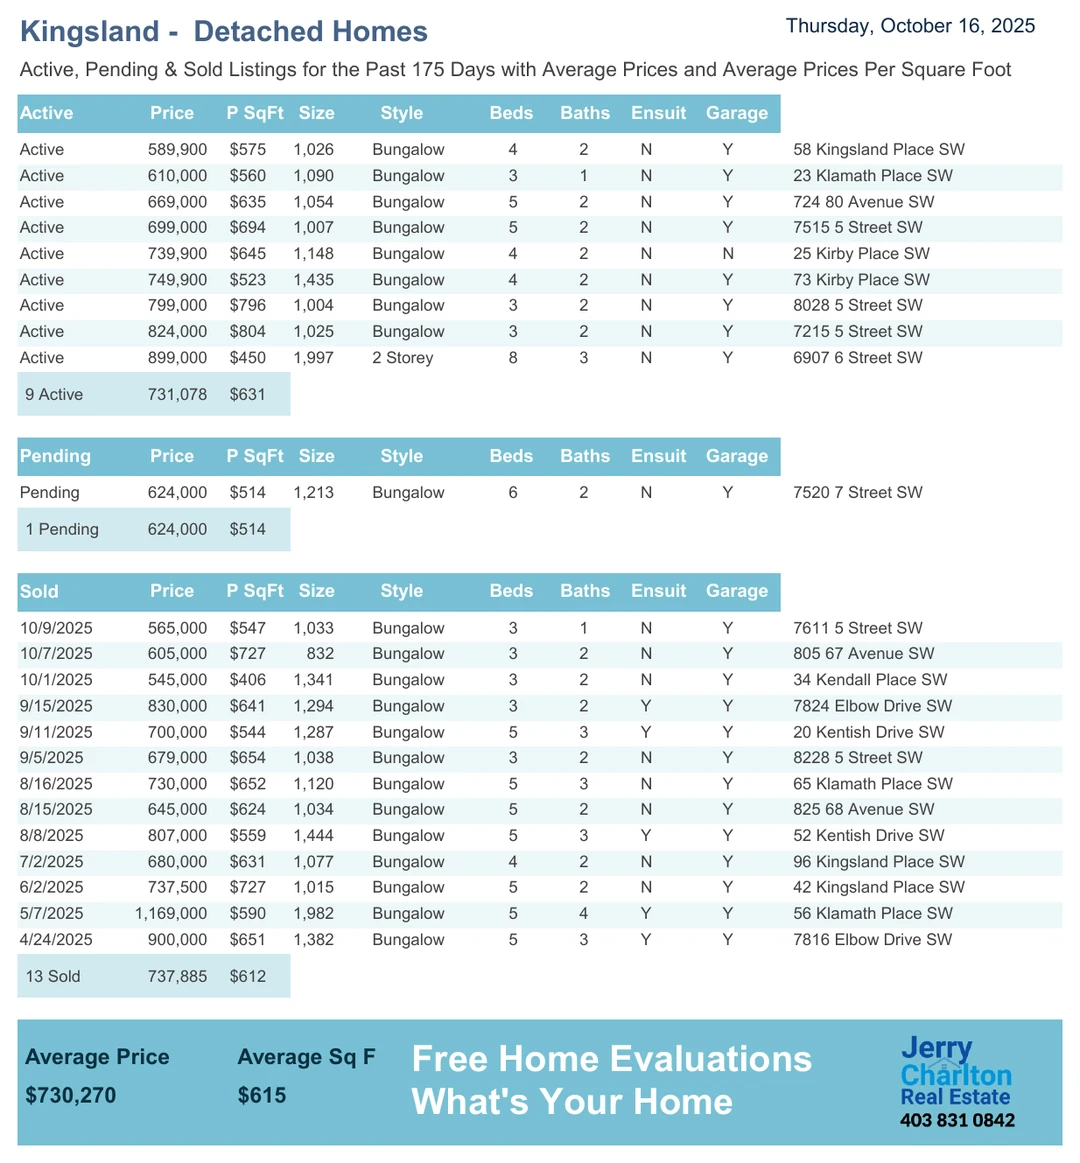 Kingsland - Detached Homes
Thursday, October 16, 2025
Active, Pending & Sold Listings for the Past 175 Days with Average Prices and Average Prices Per Square Foot
Active Price P SqFt Size Style Beds Baths Ensuit Garage
Active 589,900 $575 1,026 Bungalow 4 2 N Y 58 Kingsland Place SW
Active 610,000 $560 1,090 Bungalow 3 1 N Y 23 Klamath Place SW
Active 669,000 $635 1,054 Bungalow 5 2 N Y 724 80 Avenue SW
Active 699,000 $694 1,007 Bungalow 5 2 N Y 7515 5 Street SW
Active 739,900 $645 1,148 Bungalow 4 2 N N 25 Kirby Place SW
Active 749,900 $523 1,435 Bungalow 4 2 N Y 73 Kirby Place SW
Active 799,000 $796 1,004 Bungalow 3 2 N Y 8028 5 Street SW
Active 824,000 $804 1,025 Bungalow 3 2 N Y 7215 5 Street SW
Active 899,000 $450 1,997 2 Storey 8 3 N Y 6907 6 Street SW
9 Active 731,078 $631
Pending Price P SqFt Size Style Beds Baths Ensuit Garage
Pending 624,000 $514 1,213 Bungalow 6 2 N Y 7520 7 Street SW
1 Pending 624,000 $514
Sold Price P SqFt Size Style Beds Baths Ensuit Garage
10/9/2025 565,000 $547 1,033 Bungalow 3 1 N Y 7611 5 Street SW
10/7/2025 605,000 $727 832 Bungalow 3 2 N Y 805 67 Avenue SW
10/1/2025 545,000 $406 1,341 Bungalow 3 2 N Y 34 Kendall Place SW
9/15/2025 830,000 $641 1,294 Bungalow 3 2 Y Y 7824 Elbow Drive SW
9/11/2025 700,000 $544 1,287 Bungalow 5 3 Y Y 20 Kentish Drive SW
9/5/2025 679,000 $654 1,038 Bungalow 3 2 N Y 8228 5 Street SW
8/16/2025 730,000 $652 1,120 Bungalow 5 3 N Y 65 Klamath Place SW
8/15/2025 645,000 $624 1,034 Bungalow 5 2 N Y 825 68 Avenue SW
8/8/2025 807,000 $559 1,444 Bungalow 5 3 Y Y 52 Kentish Drive SW
7/2/2025 680,000 $631 1,077 Bungalow 4 2 N Y 96 Kingsland Place SW
6/2/2025 737,500 $727 1,015 Bungalow 5 2 N Y 42 Kingsland Place SW
5/7/2025 1,169,000 $590 1,982 Bungalow 5 4 Y Y 56 Klamath Place SW
4/24/2025 900,000 $651 1,382 Bungalow 5 3 Y Y 7816 Elbow Drive SW
13 Sold 737,885 $612
Average Price Average Sq F
$730,270 $615
Free Home Evaluations
What's Your Home
Jerry
Charlton
Real Estate
403 831 0842